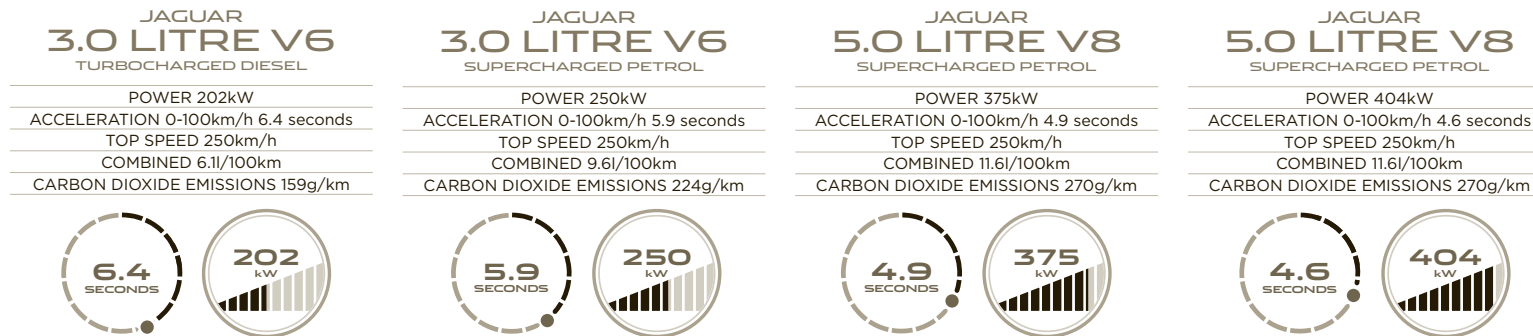 JAGUAR
3.0 LITRE V6
TURBOCHARGED DIESEL
POWER 202kW
ACCELERATION 0-100km/h 6.4 seconds
TOP SPEED 250km/h
COMBINED 6.1l/100km
CARBON DIOXIDE EMISSIONS 159g/km
6.4
SECONDS
202
kW
JAGUAR
3.0 LITRE V6
SUPERCHARGED PETROL
POWER 250kW
ACCELERATION 0-100km/h 5.9 seconds
TOP SPEED 250km/h
COMBINED 9.6l/100km
CARBON DIOXIDE EMISSIONS 224g/km
5.9
SECONDS
250
kW
JAGUAR
5.0 LITRE V8
SUPERCHARGED PETROL
POWER 375kW
ACCELERATION 0-100km/h 4.9 seconds
TOP SPEED 250km/h
COMBINED 11.6l/100km
CARBON DIOXIDE EMISSIONS 270g/km
4.9
SECONDS
375
kW
JAGUAR
5.0 LITRE V8
SUPERCHARGED PETROL
POWER 404kW
ACCELERATION 0-100km/h 4.6 seconds
TOP SPEED 250km/h
COMBINED 11.6l/100km
CARBON DIOXIDE EMISSIONS 270g/km
4.6
SECONDS
404
kW